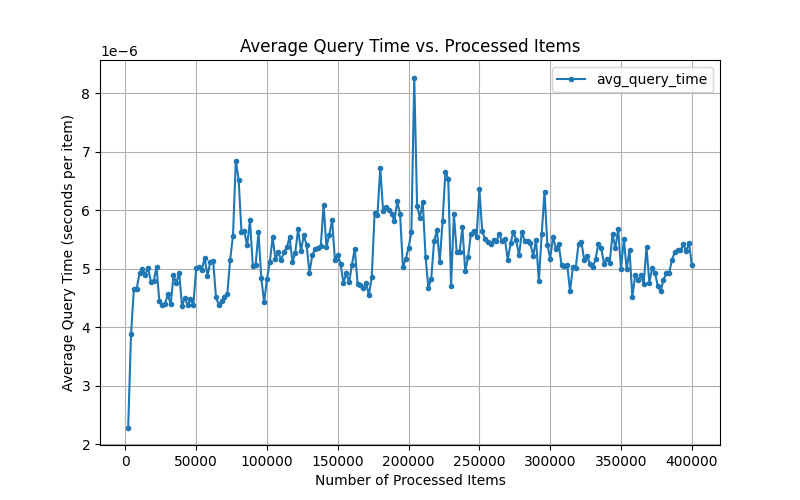 Average Query Time vs. Processed Items
1e−6
avg_query_time
8
7
6
5
4
3
2
Average Query Time (seconds per item)
0 50000 100000 150000 200000 250000 300000 350000 400000
Number of Processed Items